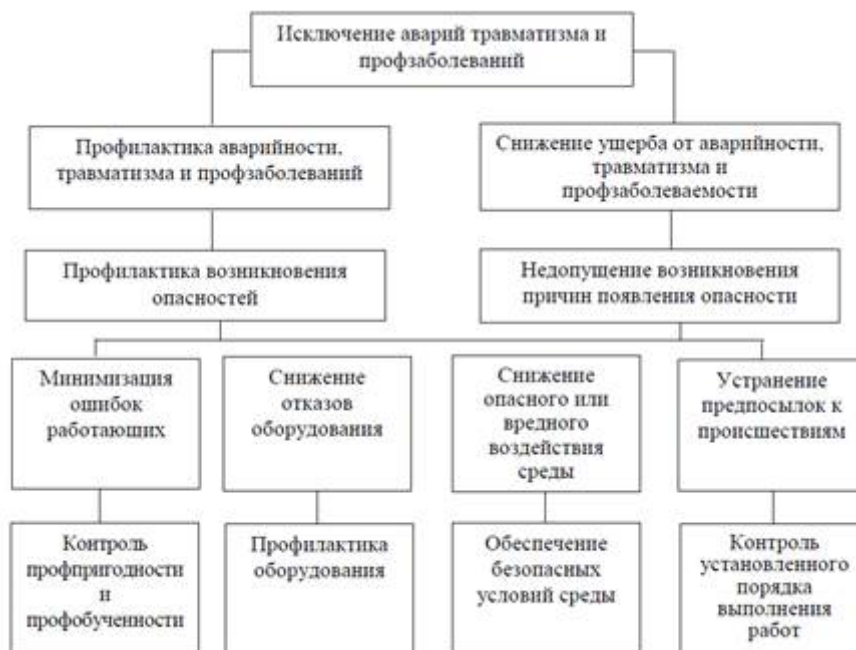 Исключение аварий травматизма и
профзаболеваний
Профилактика аварийности,
травматизма и профзаболеваний
Снижение ущерба от аварийности,
травматизма и
профзаболеваемости
Профилактика возникновения
опасностей
Недопущение возникновения
причин появления опасности
Минимизация
ошибок
работающих
Снижение
отказов
оборудования
Снижение
опасного или
вредного
воздействия
среды
Устранение
предпосылок к
происшествиям
Контроль
профпригодности
и
профобученности
Профилактика
оборудования
Обеспечение
безопасных
условий среды
Контроль
установленного
порядка
выполнения
работ